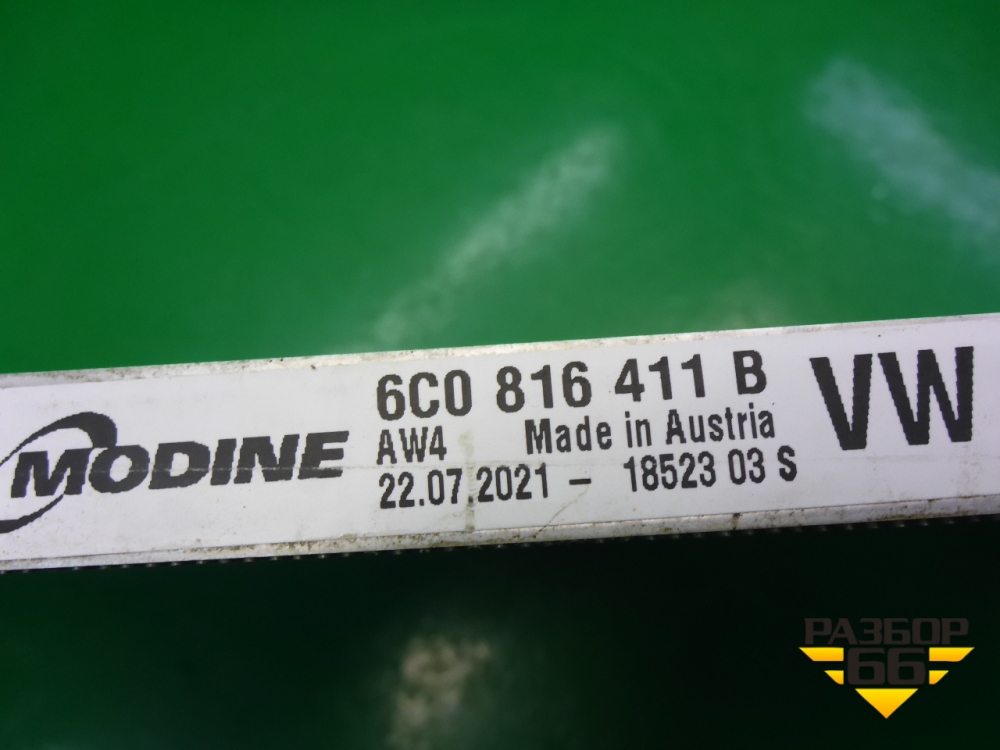 MODINE
6C0 816 411 B
AW4 Made in Austria
22.07.2021 – 18523 03 S
VW
РАЗБОР
66